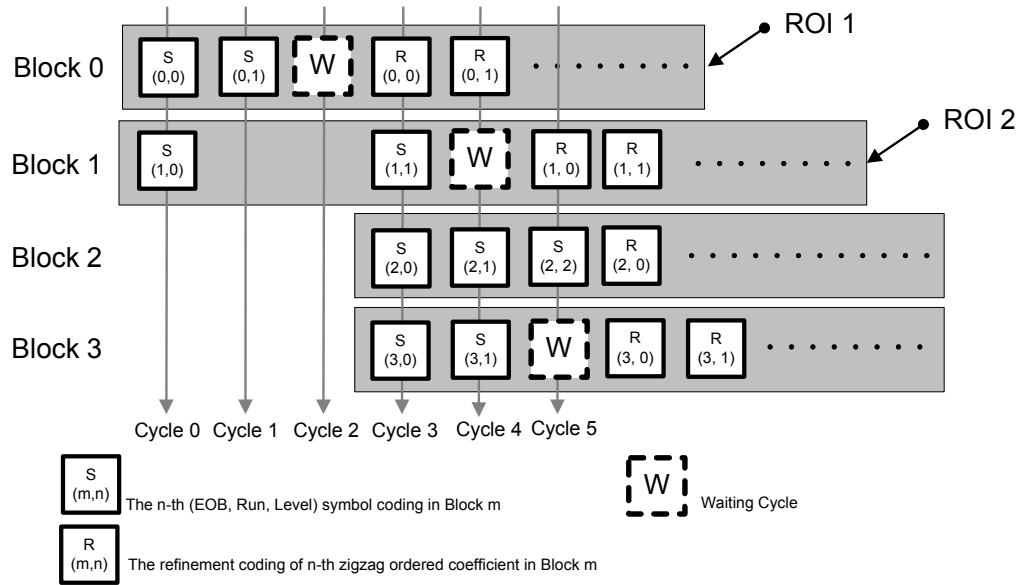 ROI 1
Block 0
S
(0,0)
S
(0,1)
W
R
(0, 0)
R
(0, 1)
ROI 2
Block 1
S
(1,0)
S
(1,1)
W
R
(1, 0)
R
(1, 1)
Block 2
S
(2,0)
S
(2,1)
S
(2, 2)
R
(2, 0)
Block 3
S
(3,0)
S
(3,1)
W
R
(3, 0)
R
(3, 1)
Cycle 0 Cycle 1 Cycle 2 Cycle 3 Cycle 4 Cycle 5
S
(m,n)
The n-th (EOB, Run, Level) symbol coding in Block m
W
Waiting Cycle
R
(m,n)
The refinement coding of n-th zigzag ordered coefficient in Block m